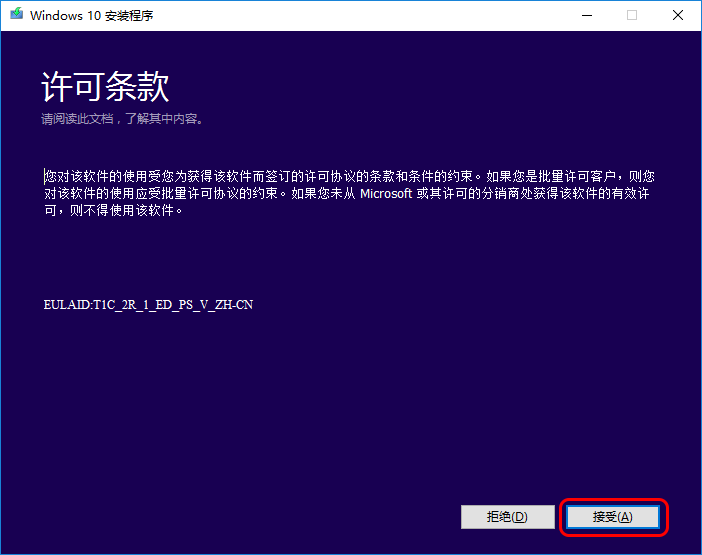 Windows 10 安装程序
许可条款
请阅读此文档，了解其中内容。
您对该软件的使用受您为获得该软件而签订的许可协议的条款和条件的约束。如果您是批量许可客户，则您
对该软件的使用应受批量许可协议的约束。如果您未从 Microsoft 或其许可的分销商处获得该软件的有效许
可，则不得使用该软件。
EULAID:T1C_2R_1_ED_PS_V_ZH-CN
拒绝(D) 接受(A)